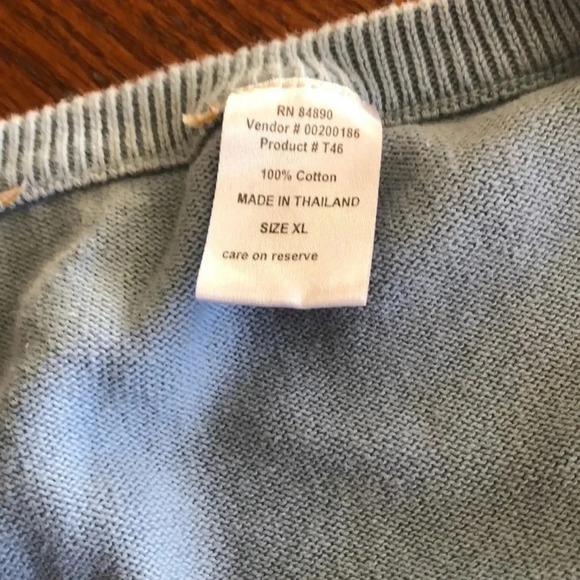 RN 84890
Vendor # 00200186
Product # T46
100% Cotton
MADE IN THAILAND
SIZE XL
care on reserve